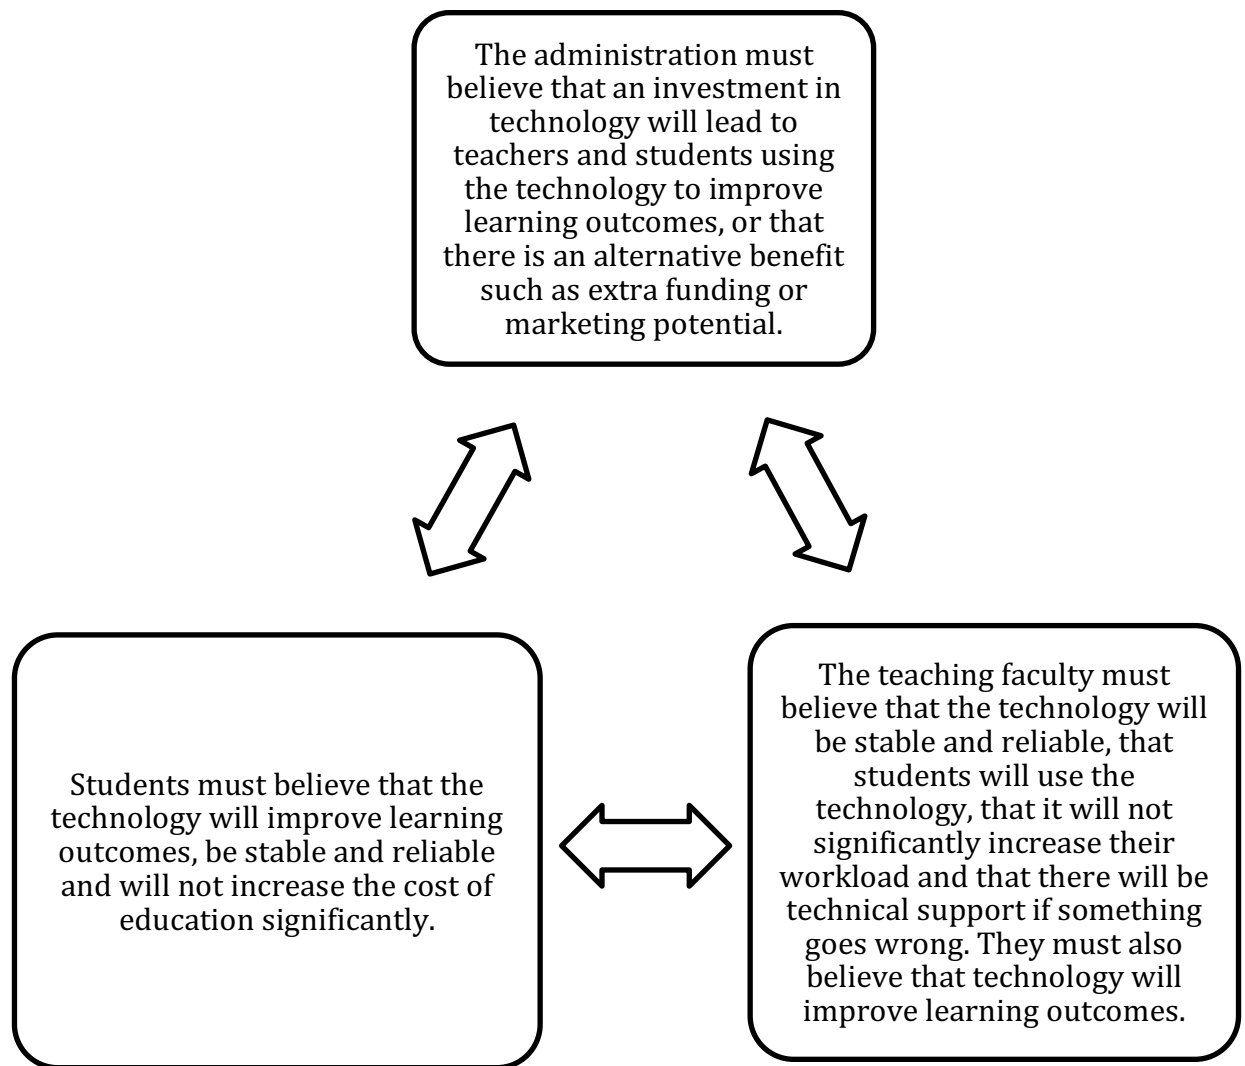 The administration must
believe that an investment in
technology will lead to
teachers and students using
the technology to improve
learning outcomes, or that
there is an alternative benefit
such as extra funding or
marketing potential.
Students must believe that the
technology will improve learning
outcomes, be stable and reliable
and will not increase the cost of
education significantly.
The teaching faculty must
believe that the technology will
be stable and reliable, that
students will use the
technology, that it will not
significantly increase their
workload and that there will be
technical support if something
goes wrong. They must also
believe that technology will
improve learning outcomes.